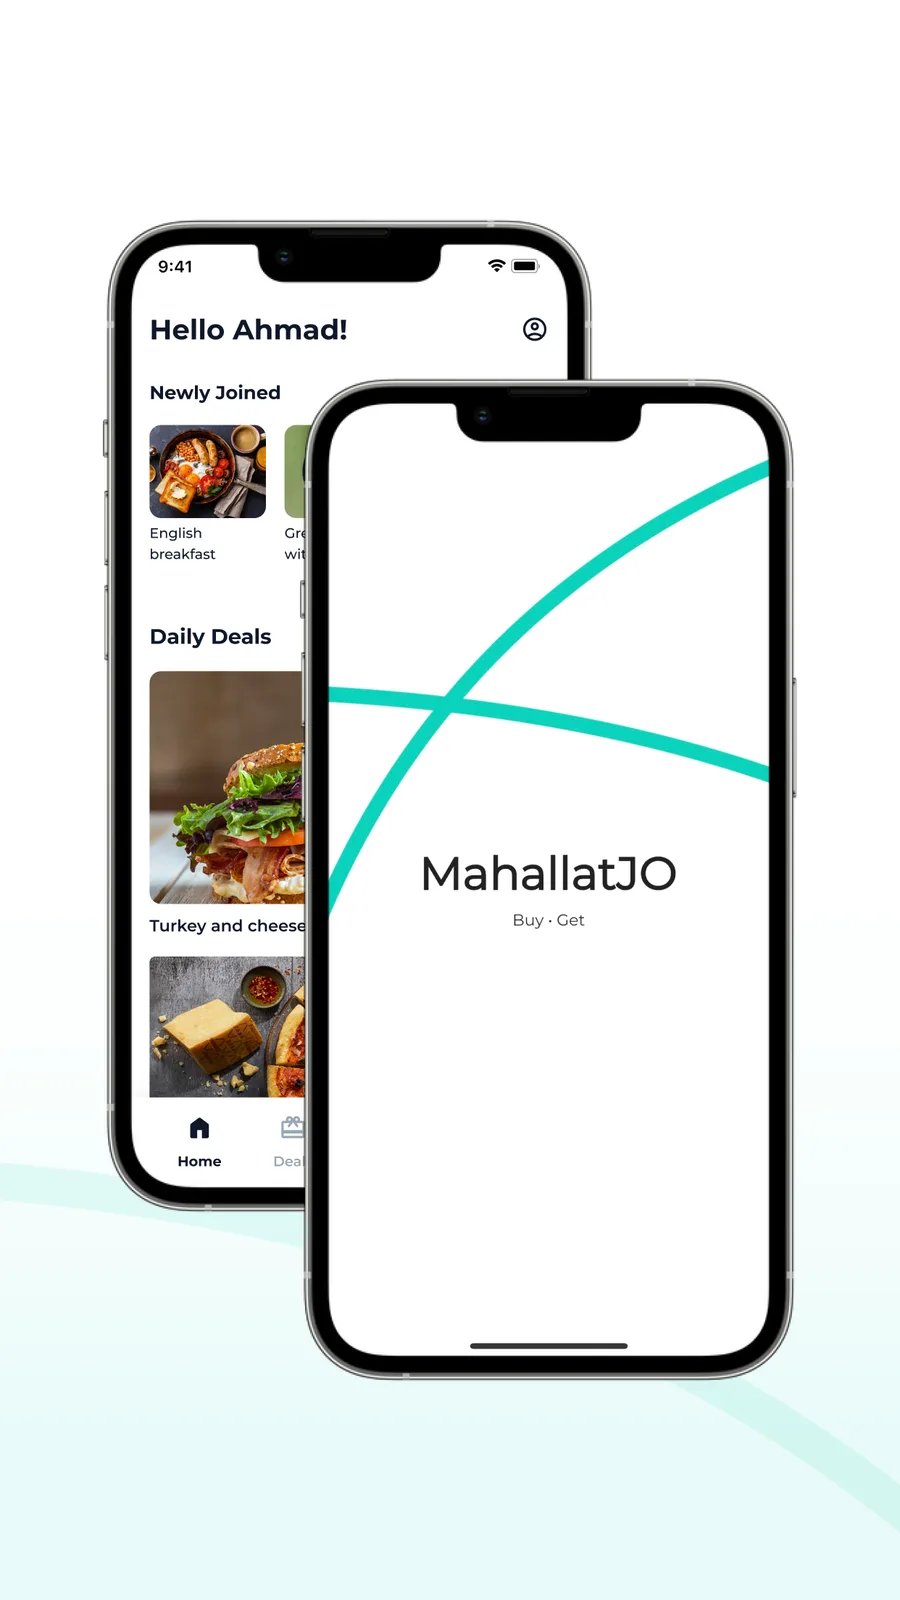 9:41
Hello Ahmad!
Newly Joined
English
breakfast
Daily Deals
Turkey and cheese
Home
MahallatJO
Buy • Get